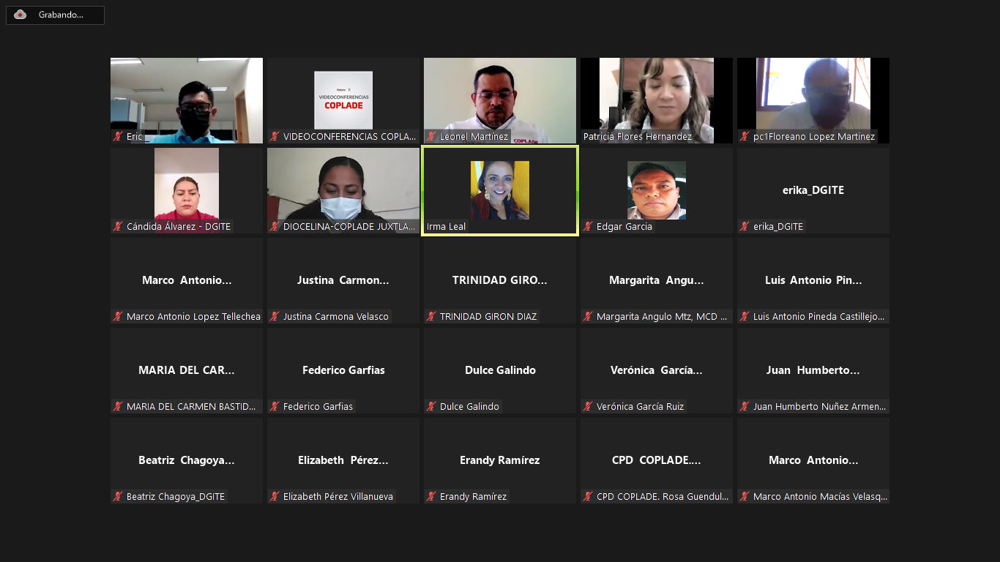 Grabando...
VIDEOCONFERENCIAS
COPLADE
COPLADE
Eric
VIDEOCONFERENCIAS COPLA...
Leonel Martínez
Patricia Flores Hernandez
pc1Floreano Lopez Martinez
erika_DGITE
Cándida Álvarez - DGITE
DIOCELINA-COPLADE JUXTLA...
Irma Leal
Edgar Garcia
erika_DGITE
Marco Antonio...
Justina Carmon...
TRINIDAD GIRO...
Margarita Angu...
Luis Antonio Pin...
Marco Antonio Lopez Tellechea
Justina Carmona Velasco
TRINIDAD GIRON DIAZ
Margarita Angulo Mtz, MCD ...
Luis Antonio Pineda Castillejo...
MARIA DEL CAR...
Federico Garfias
Dulce Galindo
Verónica García...
Juan Humberto...
MARIA DEL CARMEN BASTID...
Federico Garfias
Dulce Galindo
Verónica García Ruiz
Juan Humberto Nuñez Armen...
Beatriz Chagoya...
Elizabeth Pérez...
Erandy Ramírez
CPD COPLADE....
Marco Antonio...
Beatriz Chagoya_DGITE
Elizabeth Pérez Villanueva
Erandy Ramírez
CPD COPLADE. Rosa Guendul...
Marco Antonio Macías Velasq...